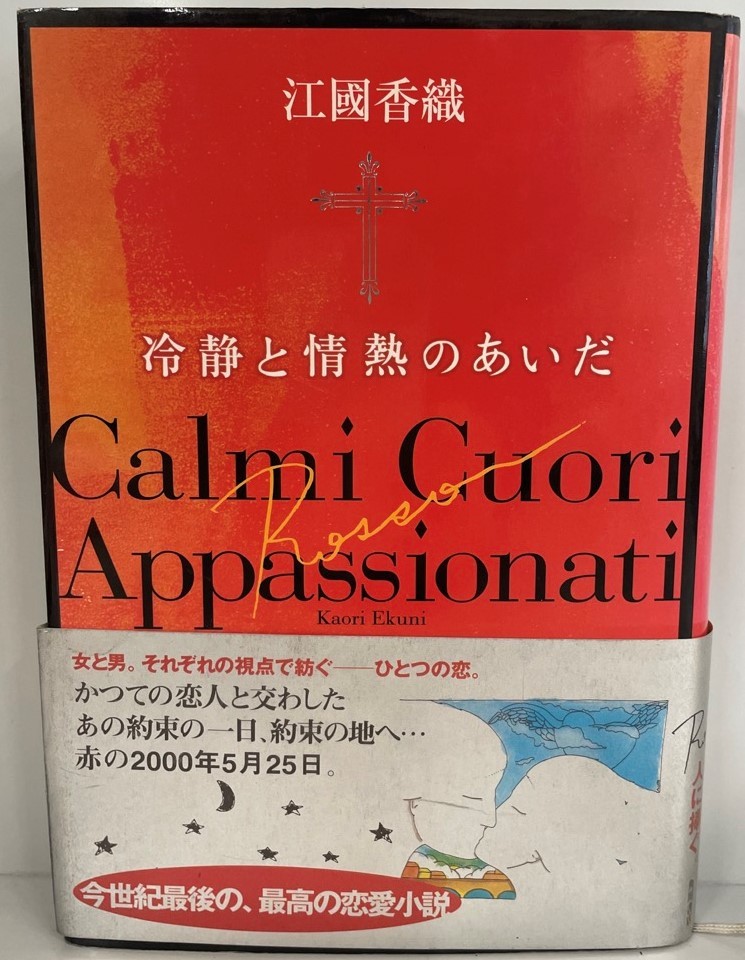 江國香織
冷静と情熱のあいだ
Calmi Cuori
Rosso
Appassionati
Kaori Ekuni
女と男。それぞれの視点で紡ぐ――ひとつの恋。
かつての恋人と交わした
あの約束の一日、約束の地へ…
赤の2000年5月25日。
今世紀最後の、最高の恋愛小説